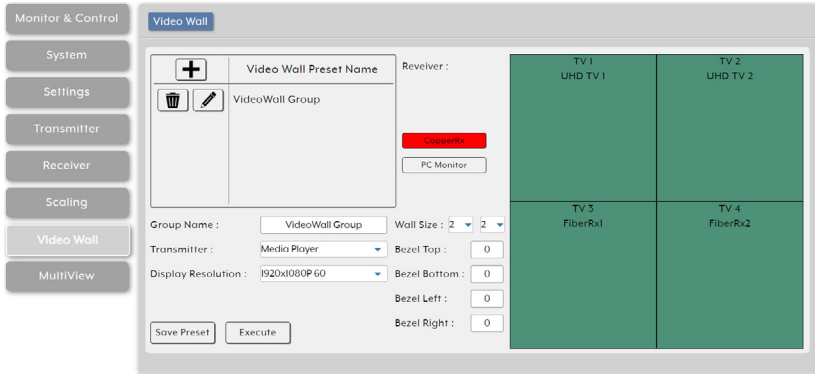 Monitor & Control
System
Settings
Transmitter
Receiver
Scaling
Video Wall
MultiView
Video Wall
Video Wall Preset Name
VideoWall Group
Reveiver :
CopperRx
PC Monitor
Group Name : VideoWall Group
Transmitter : Media Player
Display Resolution : 1920x1080P 60
Save Preset Execute
Wall Size : 2 2
Bezel Top : 0
Bezel Bottom : 0
Bezel Left : 0
Bezel Right : 0
TV 1
UHD TV 1
TV 2
UHD TV 2
TV 3
FiberRx1
TV 4
FiberRx2